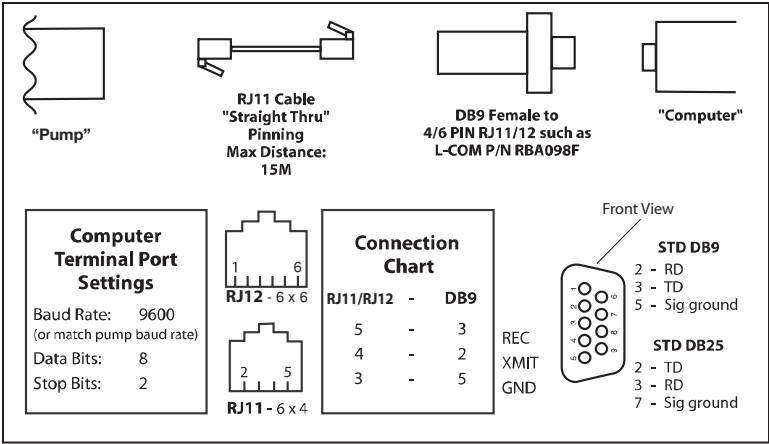 “Pump”
RJ11 Cable
"Straight Thru"
Pinning
Max Distance:
15M
DB9 Female to
4/6 PIN RJ11/12 such as
L-COM P/N RBA098F
"Computer"
Computer
Terminal Port
Settings
Baud Rate: 9600
(or match pump baud rate)
Data Bits: 8
Stop Bits: 2
1 6
RJ12 - 6 x 6
2 5
RJ11 - 6 x 4
Connection
Chart
RJ11/RJ12 - DB9
5 - 3 REC
4 - 2 XMIT
3 - 5 GND
Front View
1
2
3
4
5
6
7
8
9
STD DB9
2 - RD
3 - TD
5 - Sig ground
STD DB25
2 - TD
3 - RD
7 - Sig ground